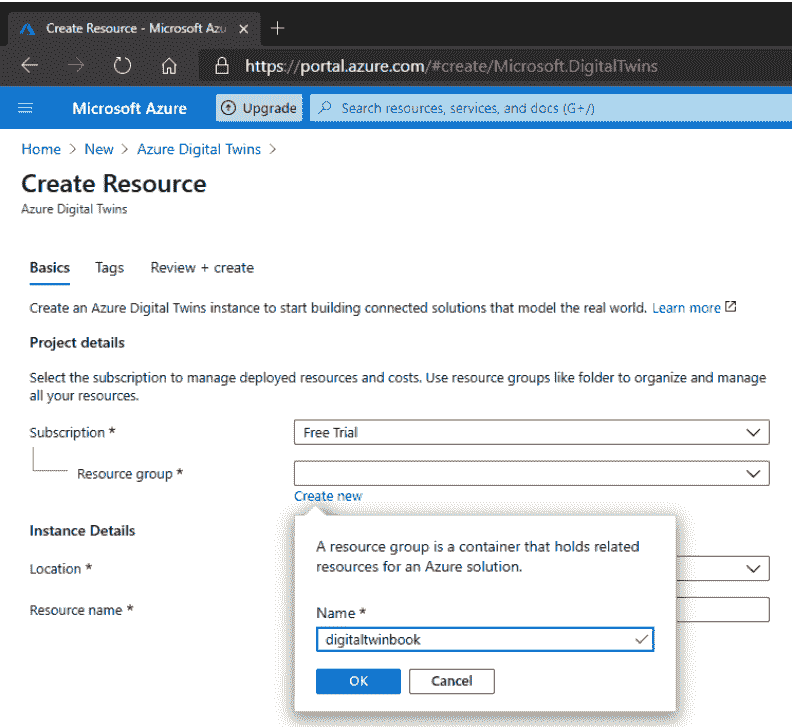 Create Resource - Microsoft Azu
https://portal.azure.com/#create/Microsoft.DigitalTwins
Microsoft Azure Upgrade Search resources, services, and docs (G+/)
Home > New > Azure Digital Twins >
Create Resource
Azure Digital Twins
Basics Tags Review + create
Create an Azure Digital Twins instance to start building connected solutions that model the real world. Learn more
Project details
Select the subscription to manage deployed resources and costs. Use resource groups like folder to organize and manage
all your resources.
Subscription * Free Trial
Resource group *
Create new
Instance Details
Location *
Resource name *
A resource group is a container that holds related
resources for an Azure solution.
Name *
digitaltwinbook
OK Cancel